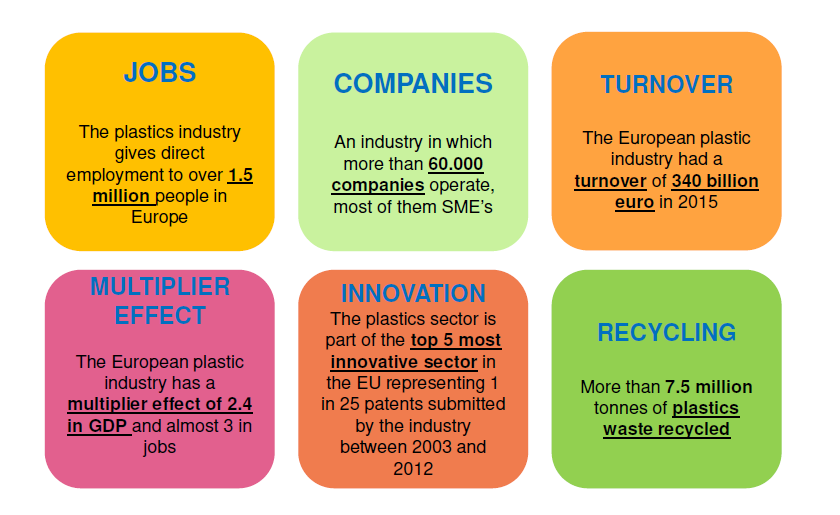 JOBS
The plastics industry
gives direct
employment to over 1.5
million people in
Europe
COMPANIES
An industry in which
more than 60.000
companies operate,
most of them SME's
TURNOVER
The European plastic
industry had a
turnover of 340 billion
euro in 2015
MULTIPLIER
EFFECT
The European plastic
industry has a
multiplier effect of 2.4
in GDP and almost 3 in
jobs
INNOVATION
The plastics sector is
part of the top 5 most
innovative sector in
the EU representing 1
in 25 patents submitted
by the industry
between 2003 and
2012
RECYCLING
More than 7.5 million
tonnes of plastics
waste recycled